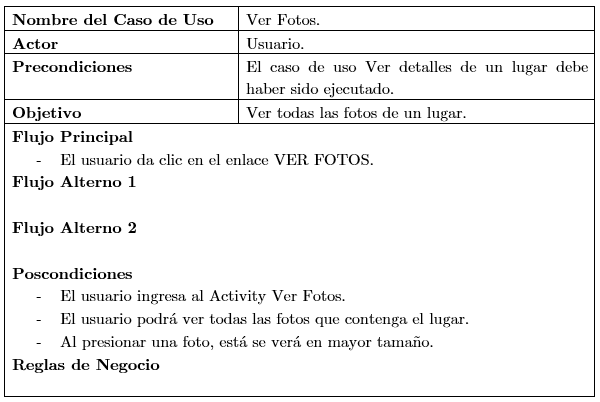 Nombre del Caso de Uso Ver Fotos.
Actor Usuario.
Precondiciones El caso de uso Ver detalles de un lugar debe
haber sido ejecutado.
Objetivo Ver todas las fotos de un lugar.
Flujo Principal
- El usuario da clic en el enlace VER FOTOS.
Flujo Alterno 1
Flujo Alterno 2
Poscondiciones
- El usuario ingresa al Activity Ver Fotos.
- El usuario podrá ver todas las fotos que contenga el lugar.
- Al presionar una foto, está se verá en mayor tamaño.
Reglas de Negocio